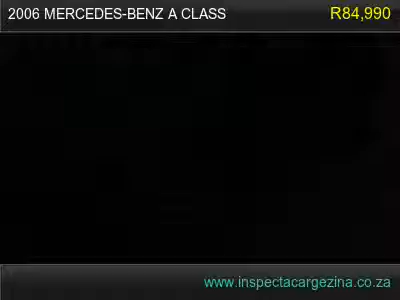 2006 MERCEDES-BENZ A CLASS R84,990
www.inspectacargezina.co.za